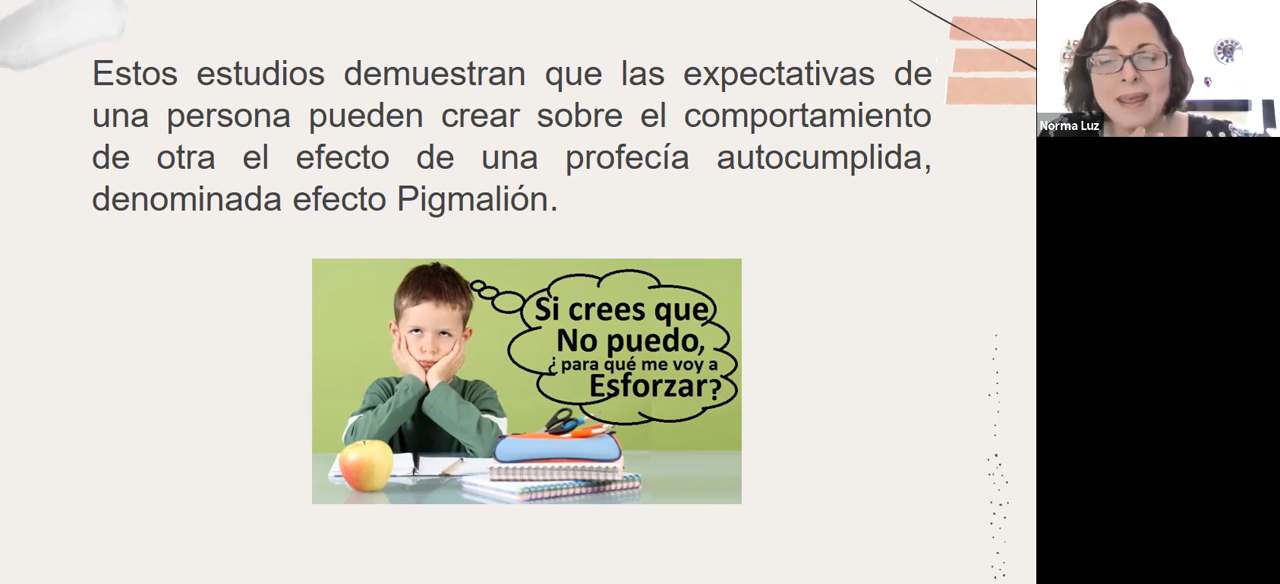 Estos estudios demuestran que las expectativas de
una persona pueden crear sobre el comportamiento
de otra el efecto de una profecía autocumplida,
denominada efecto Pigmalión.
Si crees que
No puedo,
¿para qué me voy a
Esforzar?
Norma Luz